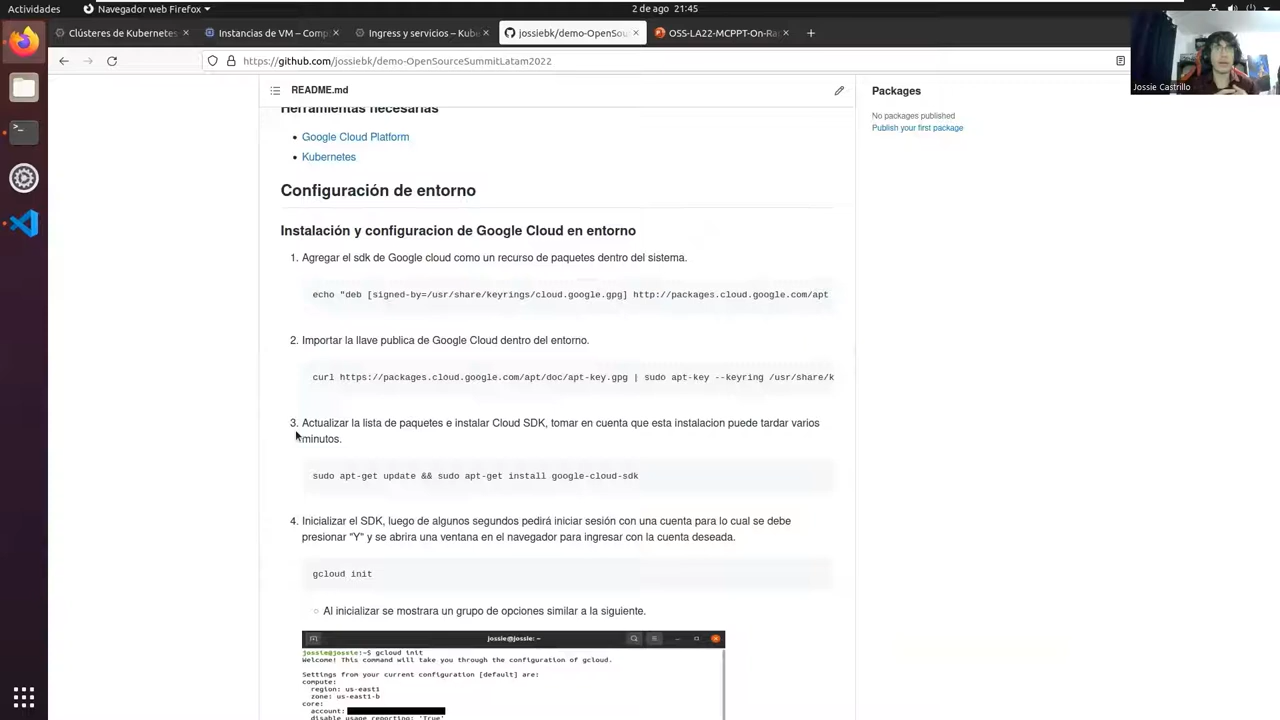 Actividades
Navegador web Firefox
2 de ago 21:45
Clústeres de Kubernetes
Instancias de VM – Comp
Ingress y servicios – Kube
jossiebk/demo-OpenSou
OSS-LA22-MCPPT-On-Ra
https://github.com/jossiebk/demo-OpenSourceSummitLatam2022
Jossie Castrillo
README.md
Packages
No packages published
Publish your first package
Herramientas necesarias
Google Cloud Platform
Kubernetes
Configuración de entorno
Instalación y configuracion de Google Cloud en entorno
1. Agregar el sdk de Google cloud como un recurso de paquetes dentro del sistema.
echo "deb [signed-by=/usr/share/keyrings/cloud.google.gpg] http://packages.cloud.google.com/apt
2. Importar la llave publica de Google Cloud dentro del entorno.
curl https://packages.cloud.google.com/apt/doc/apt-key.gpg | sudo apt-key --keyring /usr/share/k
3. Actualizar la lista de paquetes e instalar Cloud SDK, tomar en cuenta que esta instalacion puede tardar varios
minutos.
sudo apt-get update && sudo apt-get install google-cloud-sdk
4. Inicializar el SDK, luego de algunos segundos pedirá iniciar sesión con una cuenta para lo cual se debe
presionar "Y" y se abrira una ventana en el navegador para ingresar con la cuenta deseada.
gcloud init
Al inicializar se mostrara un grupo de opciones similar a la siguiente.
jossie@jossie: ~
jossie@jossie:~$ gcloud init
Welcome! This command will take you through the configuration of gcloud.
Settings from your current configuration [default] are:
compute:
region: us-east1
zone: us-east1-b
core:
account:
disable_usage_reporting: 'True'